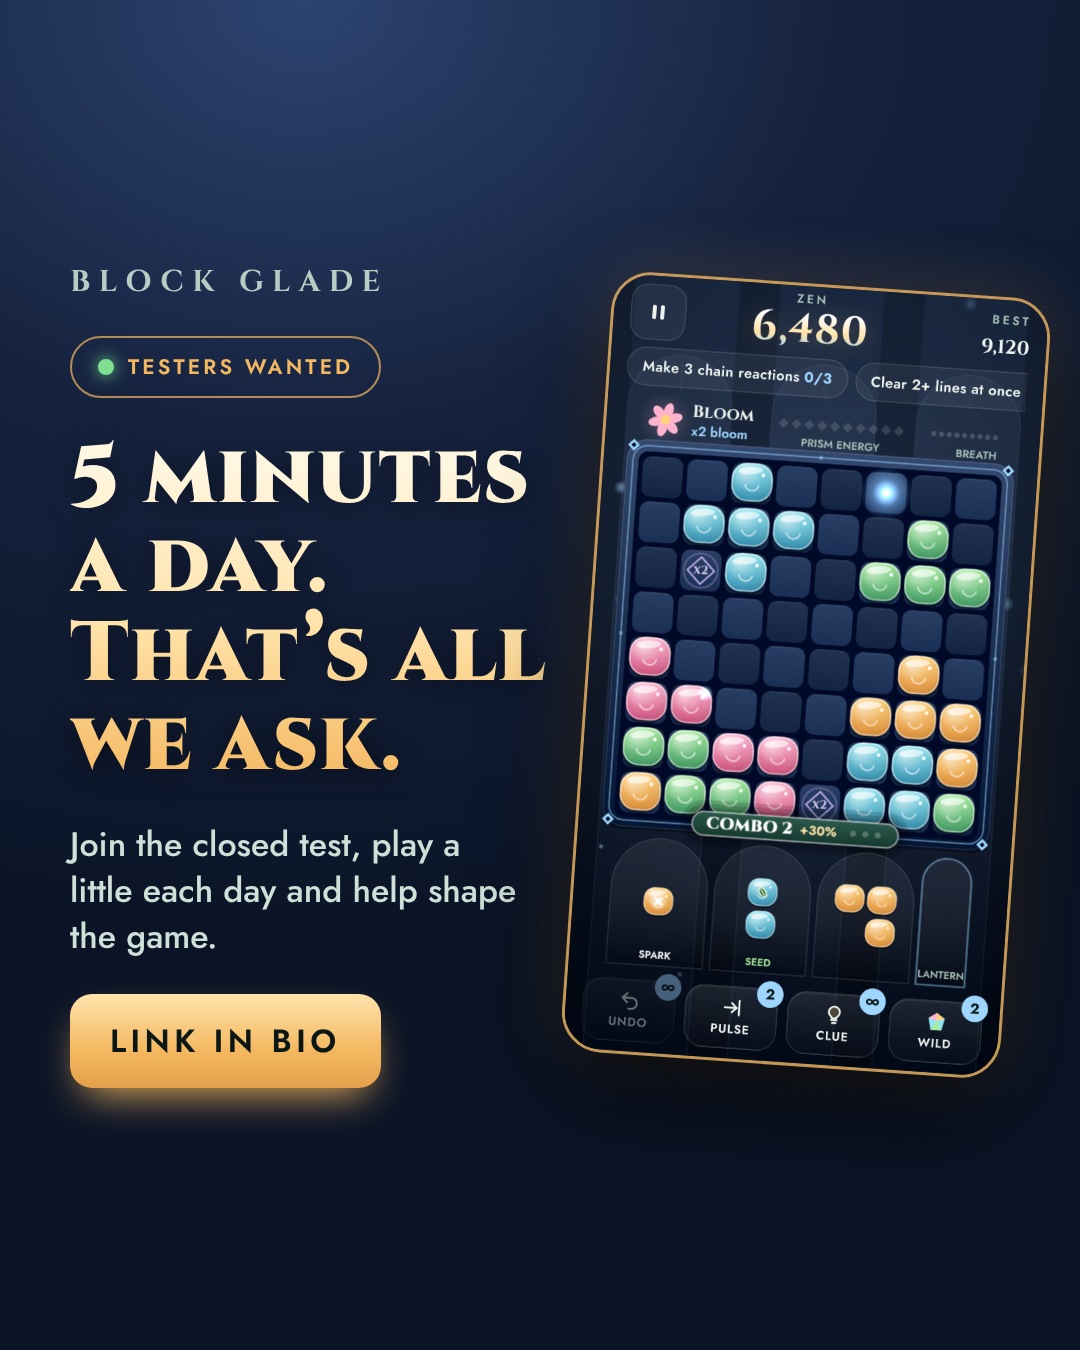 BLOCK GLADE
TESTERS WANTED
5 MINUTES
A DAY.
THAT’S ALL
WE ASK.
Join the closed test, play a
little each day and help shape
the game.
LINK IN BIO
ZEN
6,480
BEST
9,120
Make 3 chain reactions 0/3
Clear 2+ lines at once
BLOOM
x2 bloom
PRISM ENERGY
BREATH
X2
X2
COMBO 2 +30%
SPARK
SEED
LANTERN
∞
UNDO
2
PULSE
∞
CLUE
2
WILD